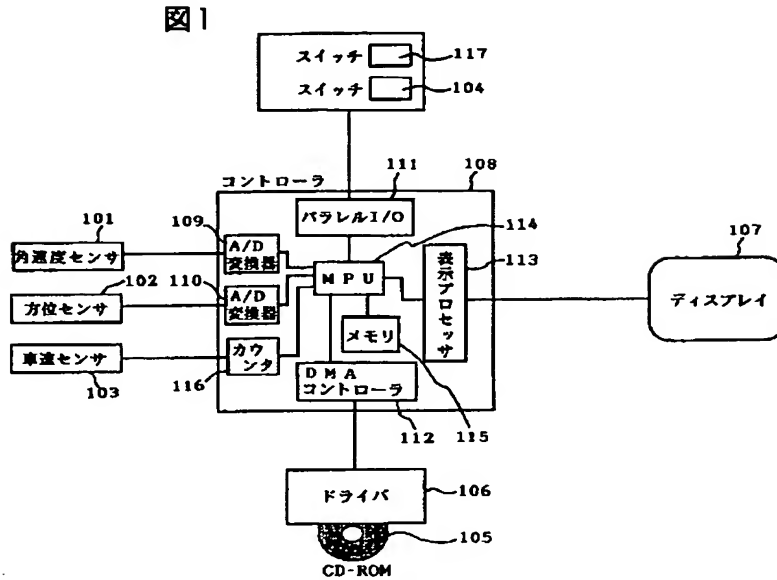 図1
スイッチ 117
スイッチ 104
コントローラ 111 108
パラレルI/O
101 109 114
角速度センサ
A/D
変換器
MPU
113
表示プロセッサ
107
ディスプレイ
102 110
方位センサ
A/D
変換器
メモリ
車速センサ
カウ
ンタ
103 116
DMA
コントローラ
112 115
ドライバ
106
105
CD-ROM